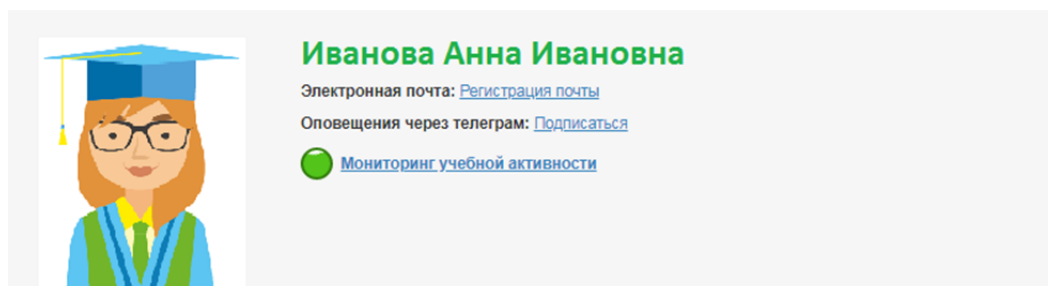 Иванова Анна Ивановна
Электронная почта: Регистрация почты
Оповещения через телеграм: Подписаться
Мониторинг учебной активности